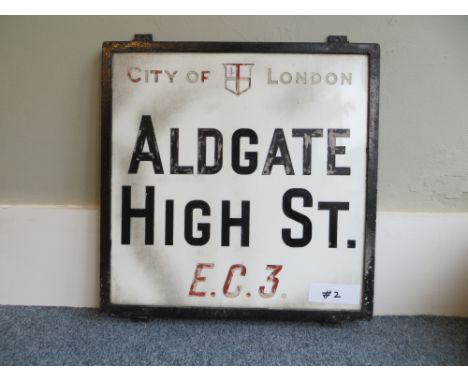 CITY OF LONDON
ALDGATE
HIGH ST.
E.C.3.
#2